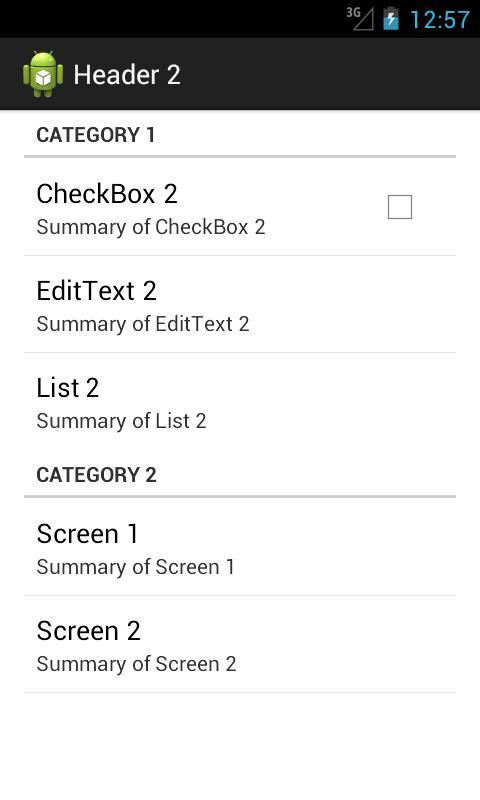 3G 12:57
Header 2
CATEGORY 1
CheckBox 2
Summary of CheckBox 2
EditText 2
Summary of EditText 2
List 2
Summary of List 2
CATEGORY 2
Screen 1
Summary of Screen 1
Screen 2
Summary of Screen 2